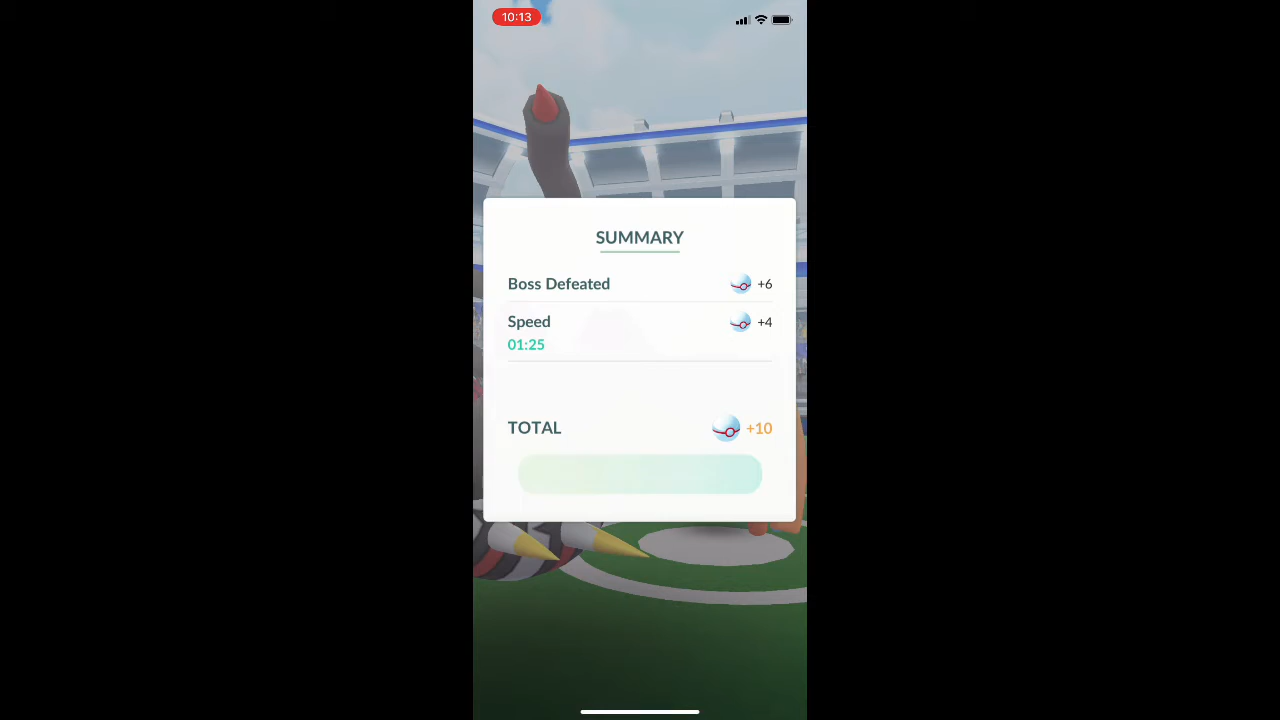 10:13
SUMMARY
Boss Defeated +6
Speed +4
01:25
TOTAL +10